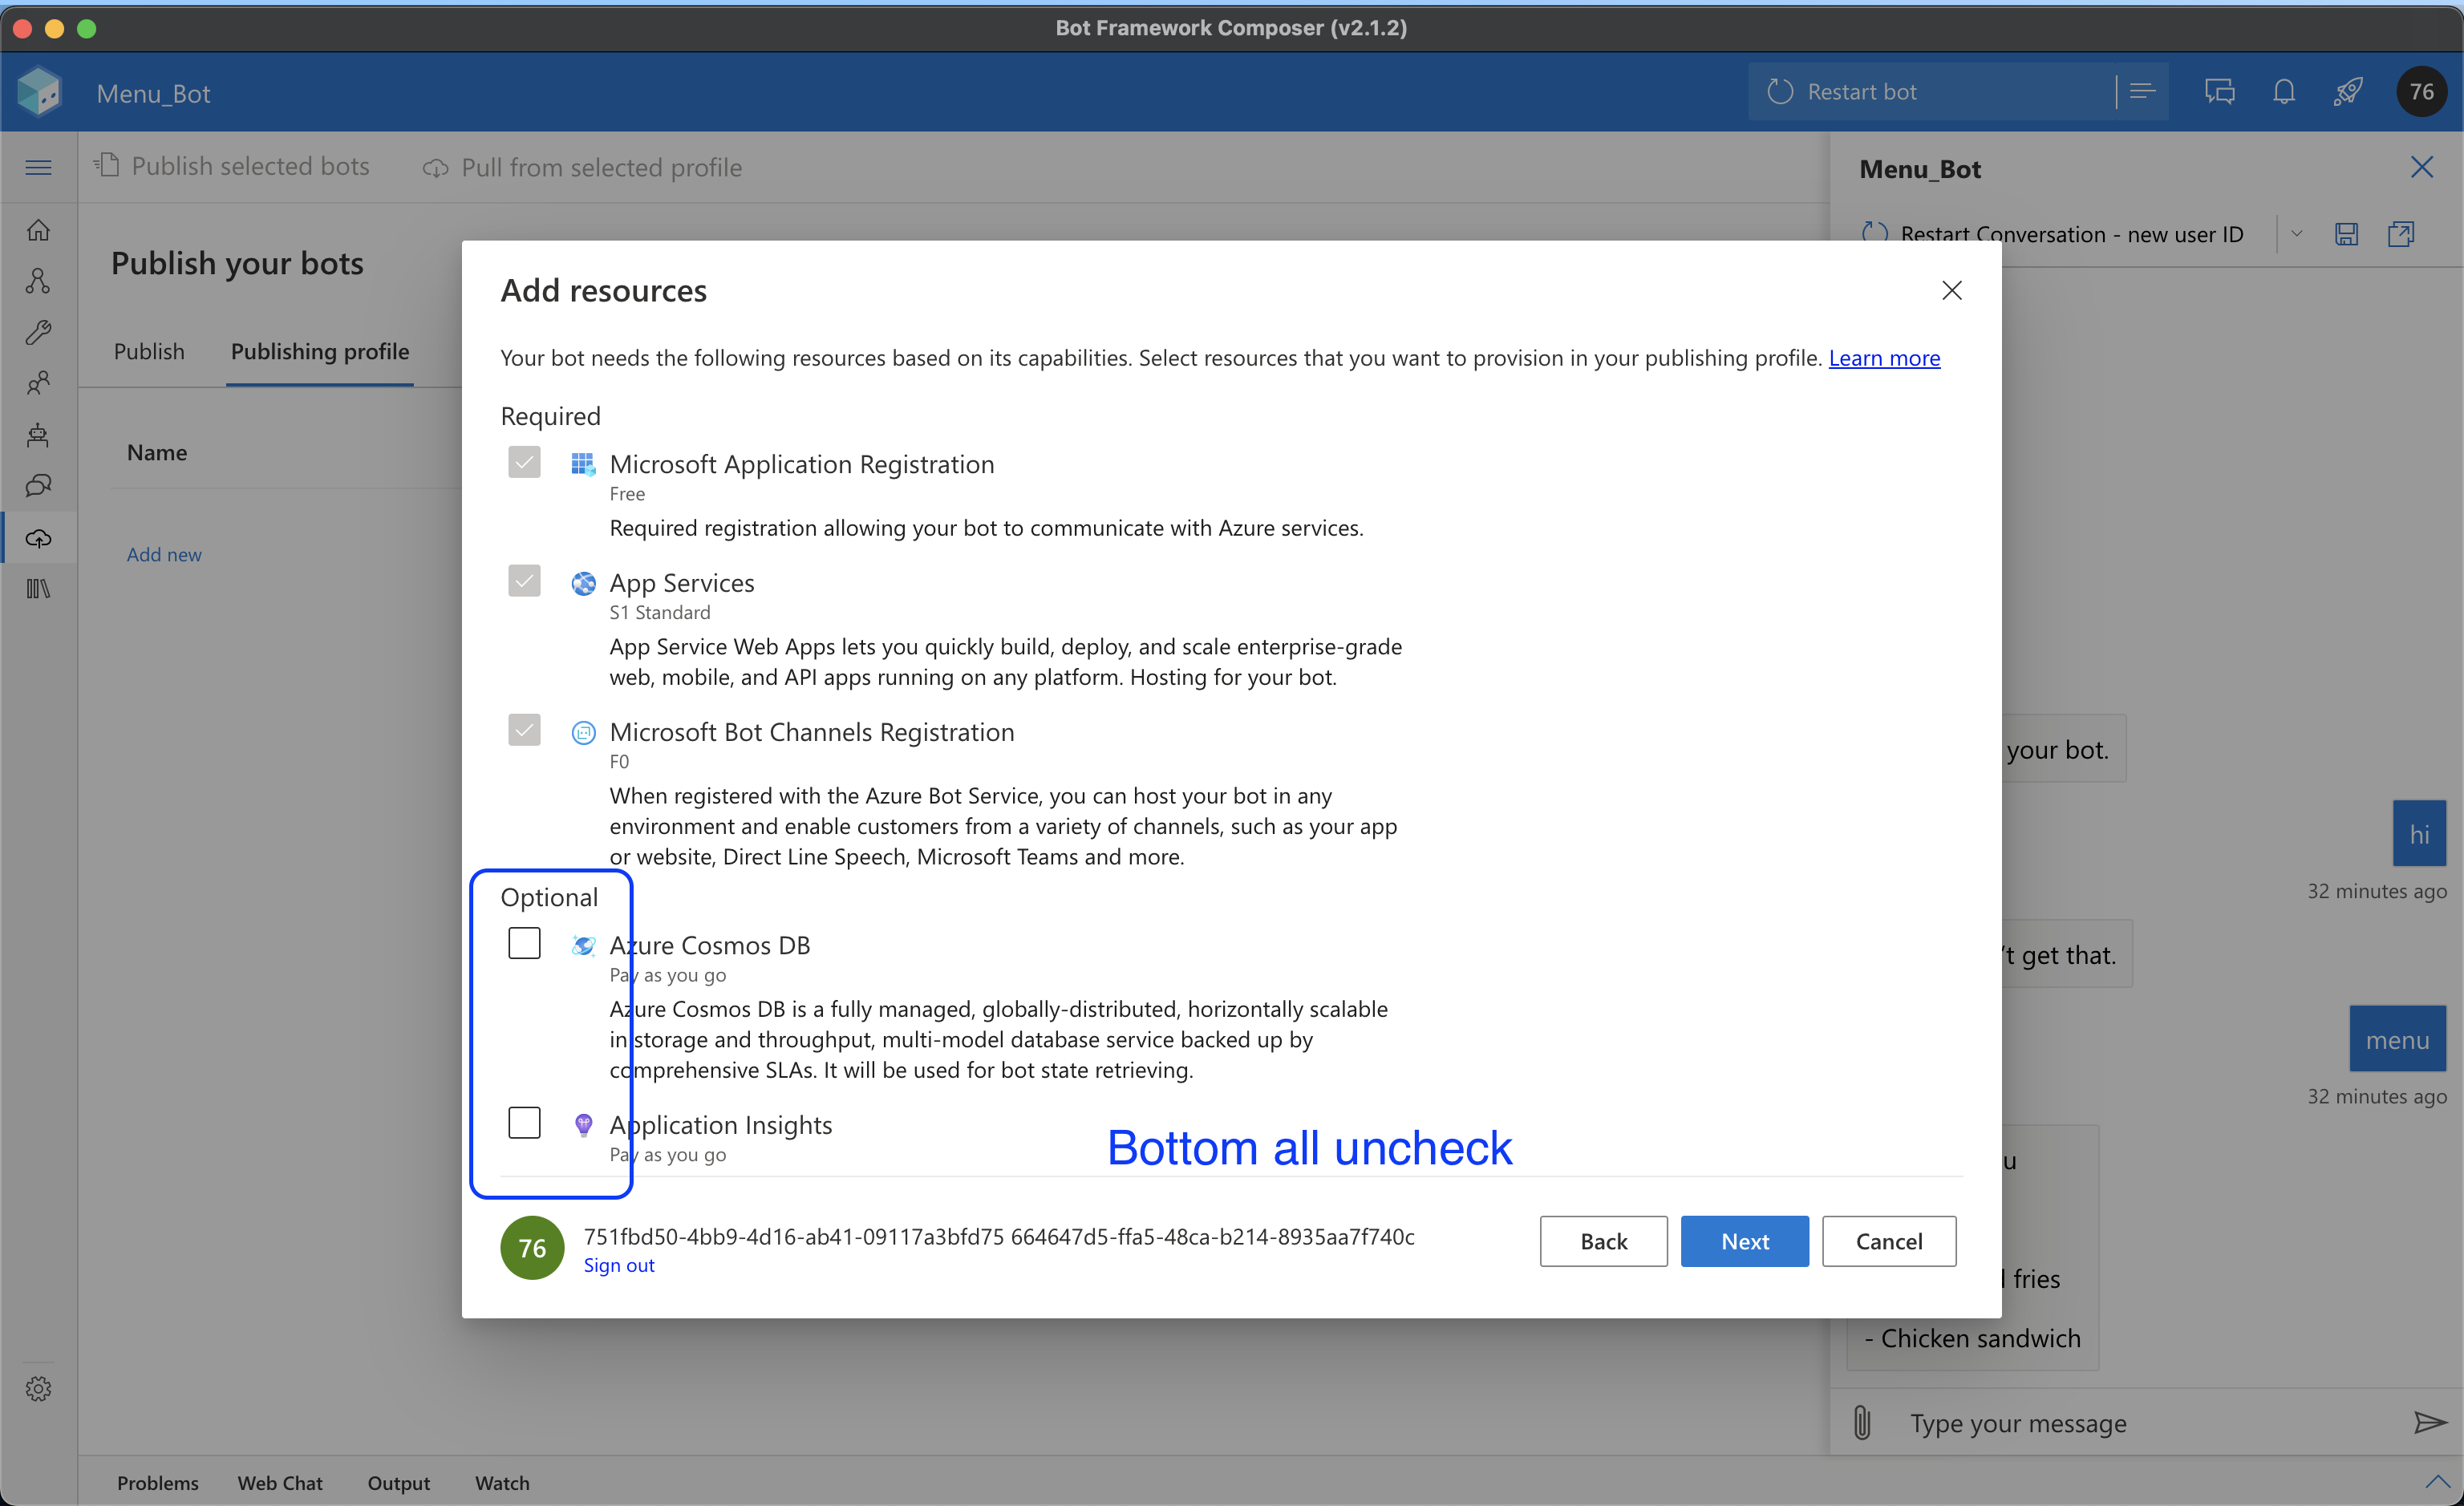 Bot Framework Composer (v2.1.2)
Menu_Bot
Restart bot
76
Publish selected bots
Pull from selected profile
Menu_Bot
Restart Conversation - new user ID
Publish your bots
Publish
Publishing profile
Name
Add new
Add resources
Your bot needs the following resources based on its capabilities. Select resources that you want to provision in your publishing profile. Learn more
Required
Microsoft Application Registration
Free
Required registration allowing your bot to communicate with Azure services.
App Services
S1 Standard
App Service Web Apps lets you quickly build, deploy, and scale enterprise-grade
web, mobile, and API apps running on any platform. Hosting for your bot.
Microsoft Bot Channels Registration
F0
When registered with the Azure Bot Service, you can host your bot in any
environment and enable customers from a variety of channels, such as your app
or website, Direct Line Speech, Microsoft Teams and more.
Optional
Azure Cosmos DB
Pay as you go
Azure Cosmos DB is a fully managed, globally-distributed, horizontally scalable
in storage and throughput, multi-model database service backed up by
comprehensive SLAs. It will be used for bot state retrieving.
Application Insights
Pay as you go
Bottom all uncheck
76
751fbd50-4bb9-4d16-ab41-09117a3bfd75 664647d5-ffa5-48ca-b214-8935aa7f740c
Sign out
Back
Next
Cancel
your bot.
hi
32 minutes ago
't get that.
menu
32 minutes ago
u
fries
- Chicken sandwich
Type your message
Problems
Web Chat
Output
Watch